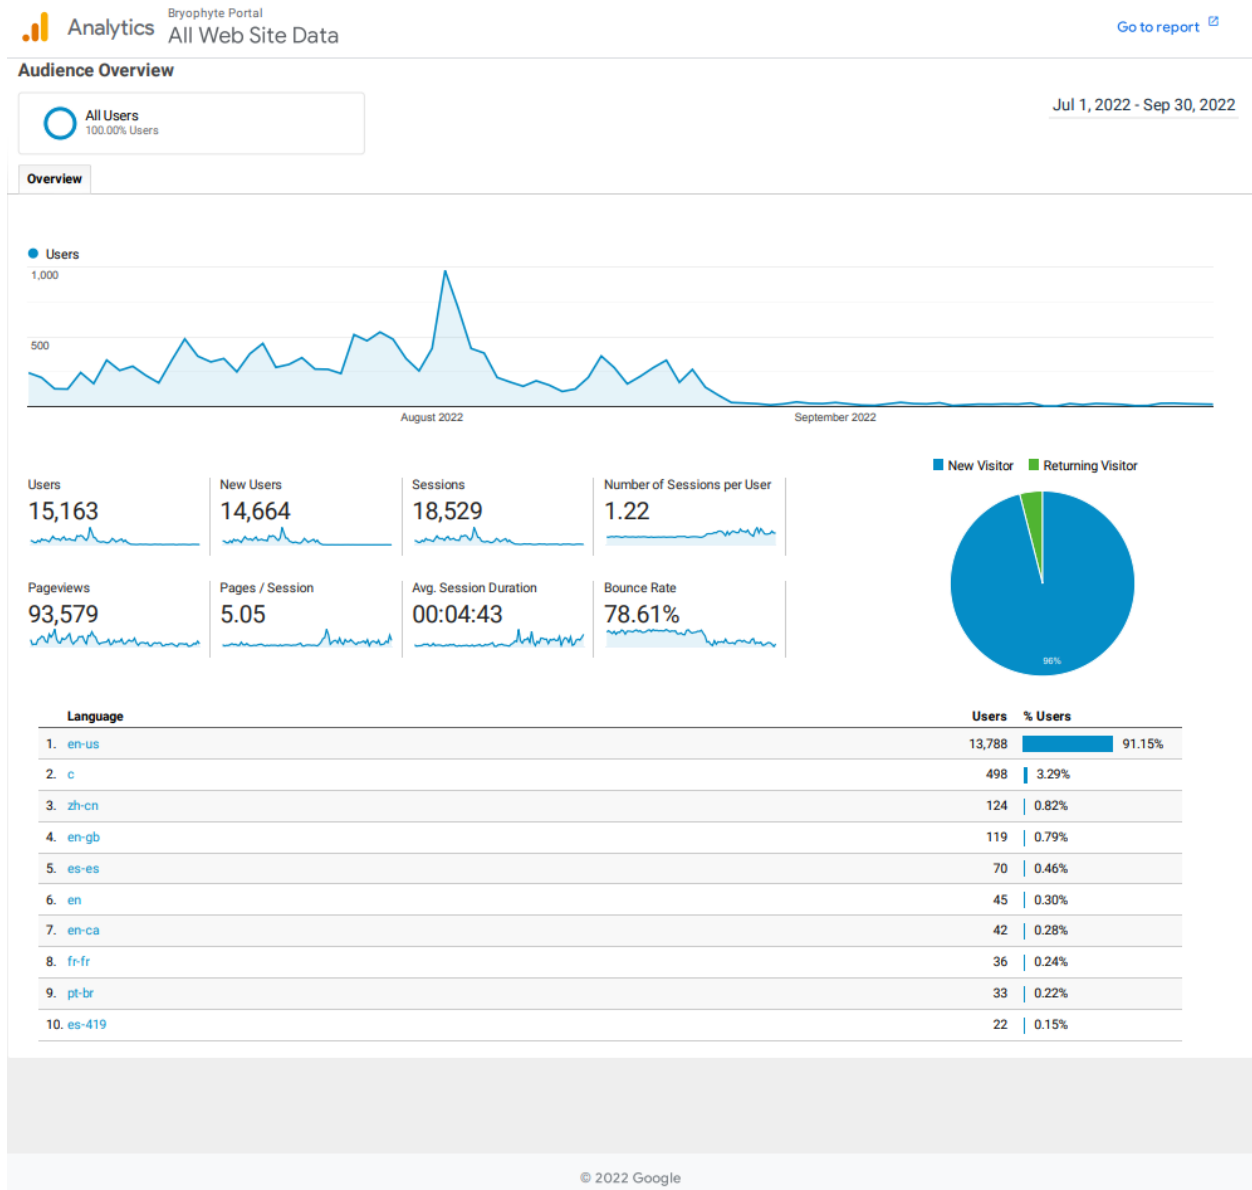 Analytics
Bryophyte Portal
All Web Site Data
Go to report
Audience Overview
All Users
100.00% Users
Jul 1, 2022 - Sep 30, 2022
Overview
Users
1,000
500
August 2022
September 2022
Users
15,163
New Users
14,664
Sessions
18,529
Number of Sessions per User
1.22
Pageviews
93,579
Pages / Session
5.05
Avg. Session Duration
00:04:43
Bounce Rate
78.61%
New Visitor Returning Visitor
96%
Language Users % Users
1. en-us 13,788 91.15%
2. c 498 3.29%
3. zh-cn 124 0.82%
4. en-gb 119 0.79%
5. es-es 70 0.46%
6. en 45 0.30%
7. en-ca 42 0.28%
8. fr-fr 36 0.24%
9. pt-br 33 0.22%
10. es-419 22 0.15%
© 2022 Google